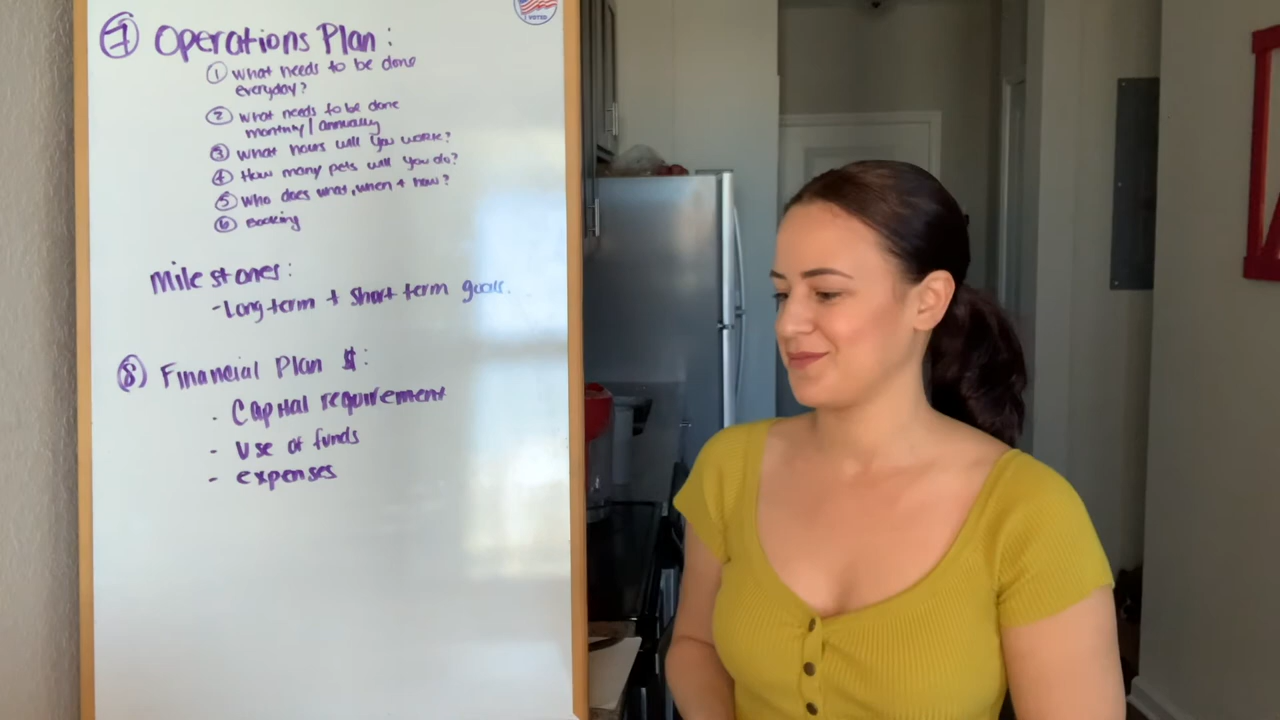 7 Operations Plan:
1 What needs to be done
everyday?
2 What needs to be done
monthly/annually
3 What hours will you work?
4 How many pets will you do?
5 Who does what, when + how?
6 Booking
Milestones:
-Long term + Short term goals.
8 Financial Plan $:
- Capital requirement
- Use of funds
- expenses
I VOTED